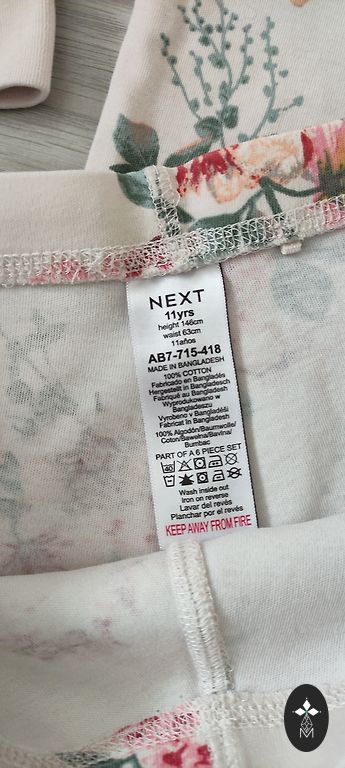 NEXT
11yrs
height 146cm
waist 63cm
11años
AB7-715-418
MADE IN BANGLADESH
100% COTTON
Fabricado en Bangladés
Hergestellt in Bangladesch
Fabriqué au Bangladesh
Wyprodukowano w
Bangladeszu
Vyrobeno v Bangladéši
Fabricat în Bangladesh
100% Algodón/Baumwolle/
Coton/Bawełna/Bavlna/
Bumbac
PART OF A 6 PIECE SET
Wash inside out
Iron on reverse
Lavar del revés
Planchar por el revés
KEEP AWAY FROM FIRE
M